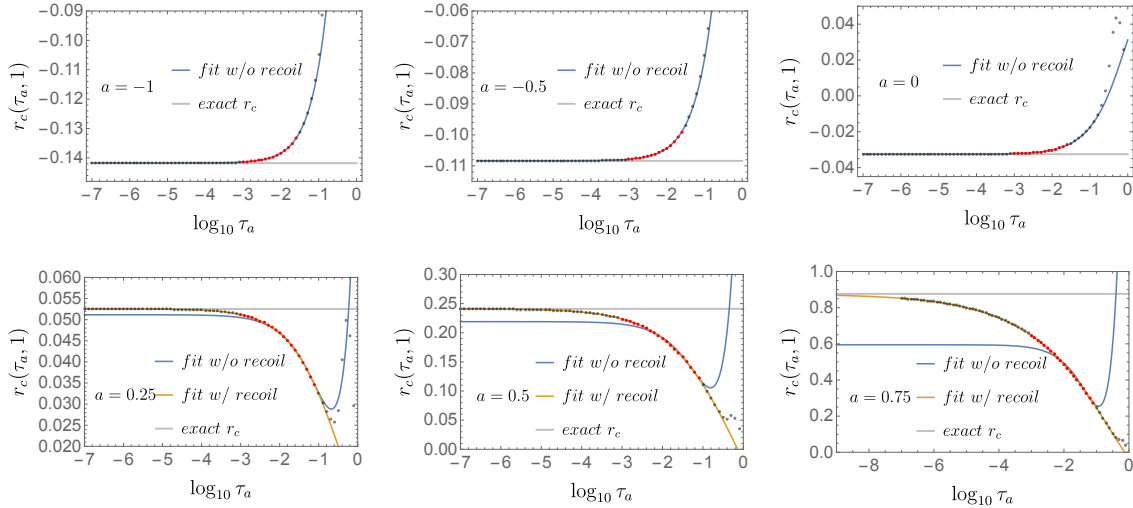 −0.09
−0.10
−0.11
−0.12
−0.13
−0.14
r_c(τ_a, 1)
a = −1
fit w/o recoil
exact r_c
−7 −6 −5 −4 −3 −2 −1 0
log₁₀ τ_a
−0.06
−0.07
−0.08
−0.09
−0.10
−0.11
r_c(τ_a, 1)
a = −0.5
fit w/o recoil
exact r_c
−7 −6 −5 −4 −3 −2 −1 0
log₁₀ τ_a
0.04
0.02
0.00
−0.02
−0.04
r_c(τ_a, 1)
a = 0
fit w/o recoil
exact r_c
−7 −6 −5 −4 −3 −2 −1 0
log₁₀ τ_a
0.060
0.055
0.050
0.045
0.040
0.035
0.030
0.025
0.020
r_c(τ_a, 1)
fit w/o recoil
a = 0.25
fit w/ recoil
exact r_c
−7 −6 −5 −4 −3 −2 −1 0
log₁₀ τ_a
0.30
0.25
0.20
0.15
0.10
0.05
0.00
r_c(τ_a, 1)
fit w/o recoil
a = 0.5
fit w/ recoil
exact r_c
−7 −6 −5 −4 −3 −2 −1 0
log₁₀ τ_a
1.0
0.8
0.6
0.4
0.2
0.0
r_c(τ_a, 1)
fit w/o recoil
a = 0.75
fit w/ recoil
exact r_c
−8 −6 −4 −2 0
log₁₀ τ_a